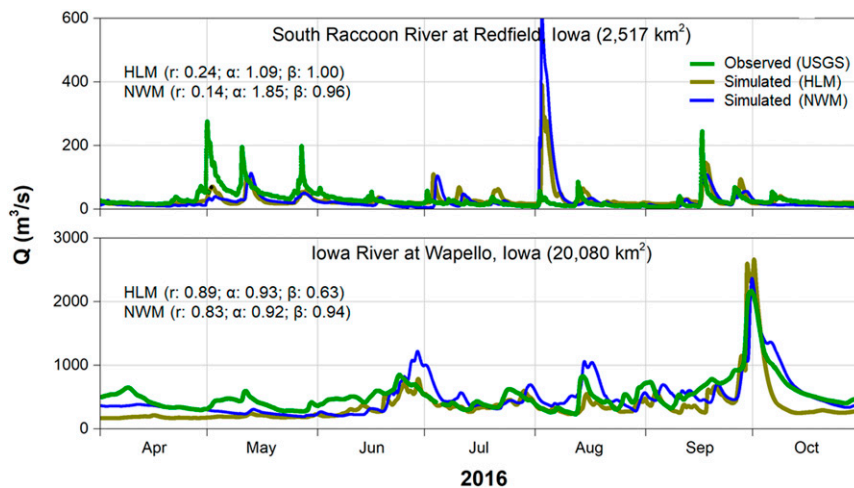 South Raccoon River at Redfield, Iowa (2,517 km²)
HLM (r: 0.24; α: 1.09; β: 1.00)
NWM (r: 0.14; α: 1.85; β: 0.96)
Observed (USGS)
Simulated (HLM)
Simulated (NWM)
600
400
200
0
Q (m³/s)
Iowa River at Wapello, Iowa (20,080 km²)
HLM (r: 0.89; α: 0.93; β: 0.63)
NWM (r: 0.83; α: 0.92; β: 0.94)
3000
2000
1000
0
Apr May Jun Jul Aug Sep Oct
2016